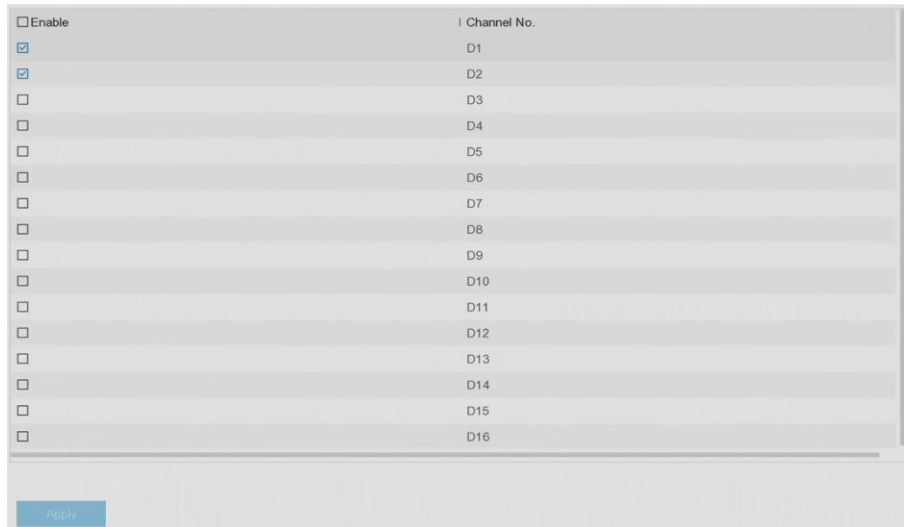 Enable Channel No.
D1
D2
D3
D4
D5
D6
D7
D8
D9
D10
D11
D12
D13
D14
D15
D16
Apply